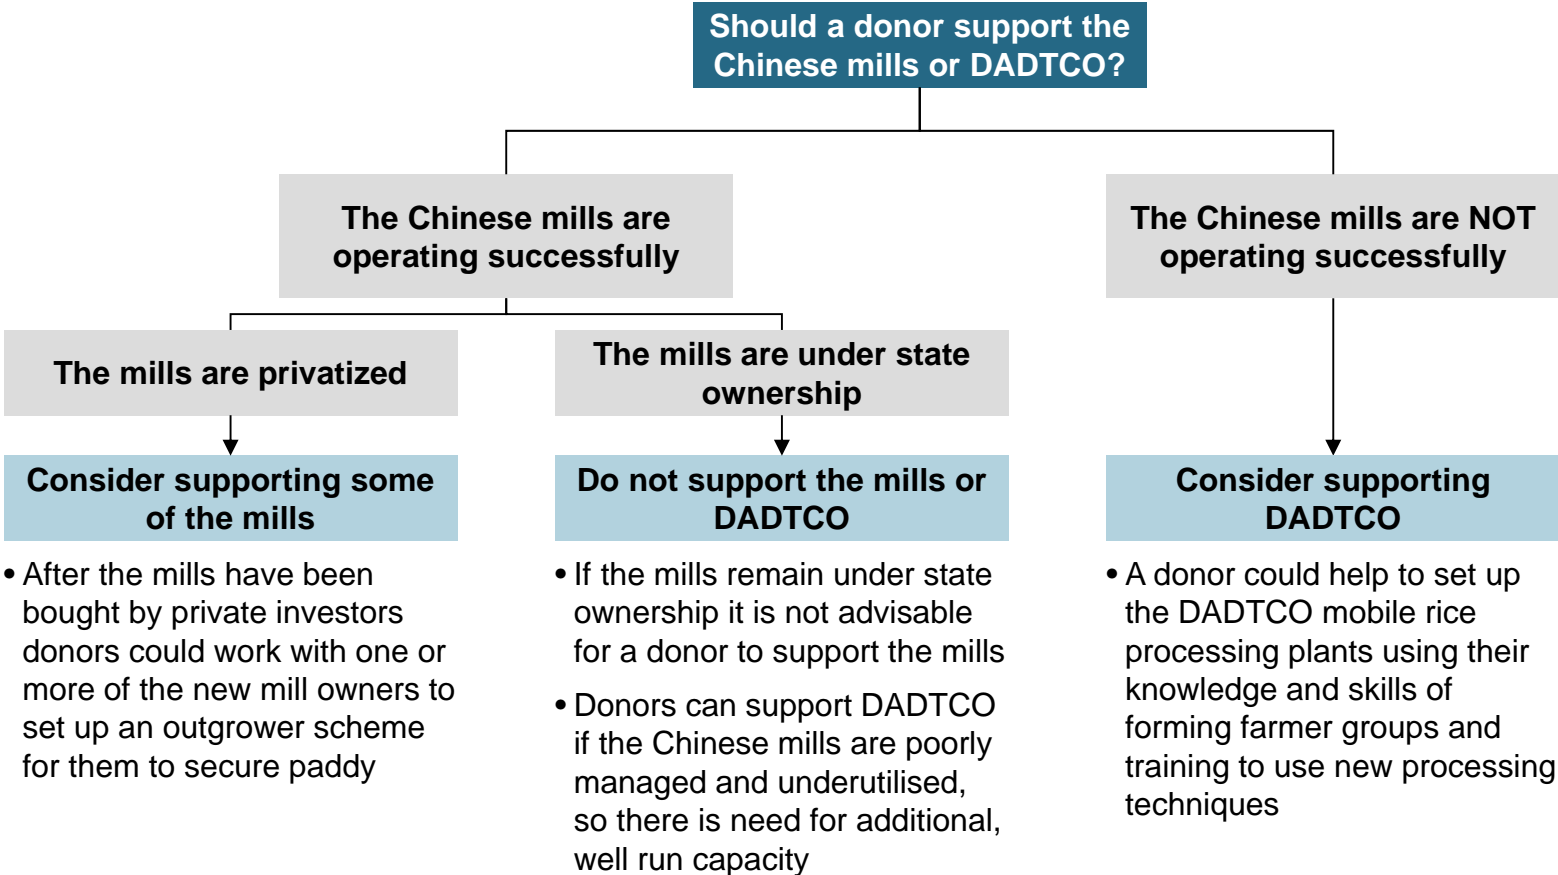 Should a donor support the
Chinese mills or DADTCO?
The Chinese mills are
operating successfully
The Chinese mills are NOT
operating successfully
The mills are privatized
The mills are under state
ownership
Consider supporting some
of the mills
Do not support the mills or
DADTCO
Consider supporting
DADTCO
• After the mills have been
bought by private investors
donors could work with one or
more of the new mill owners to
set up an outgrower scheme
for them to secure paddy
• If the mills remain under state
ownership it is not advisable
for a donor to support the mills
• Donors can support DADTCO
if the Chinese mills are poorly
managed and underutilised,
so there is need for additional,
well run capacity
• A donor could help to set up
the DADTCO mobile rice
processing plants using their
knowledge and skills of
forming farmer groups and
training to use new processing
techniques